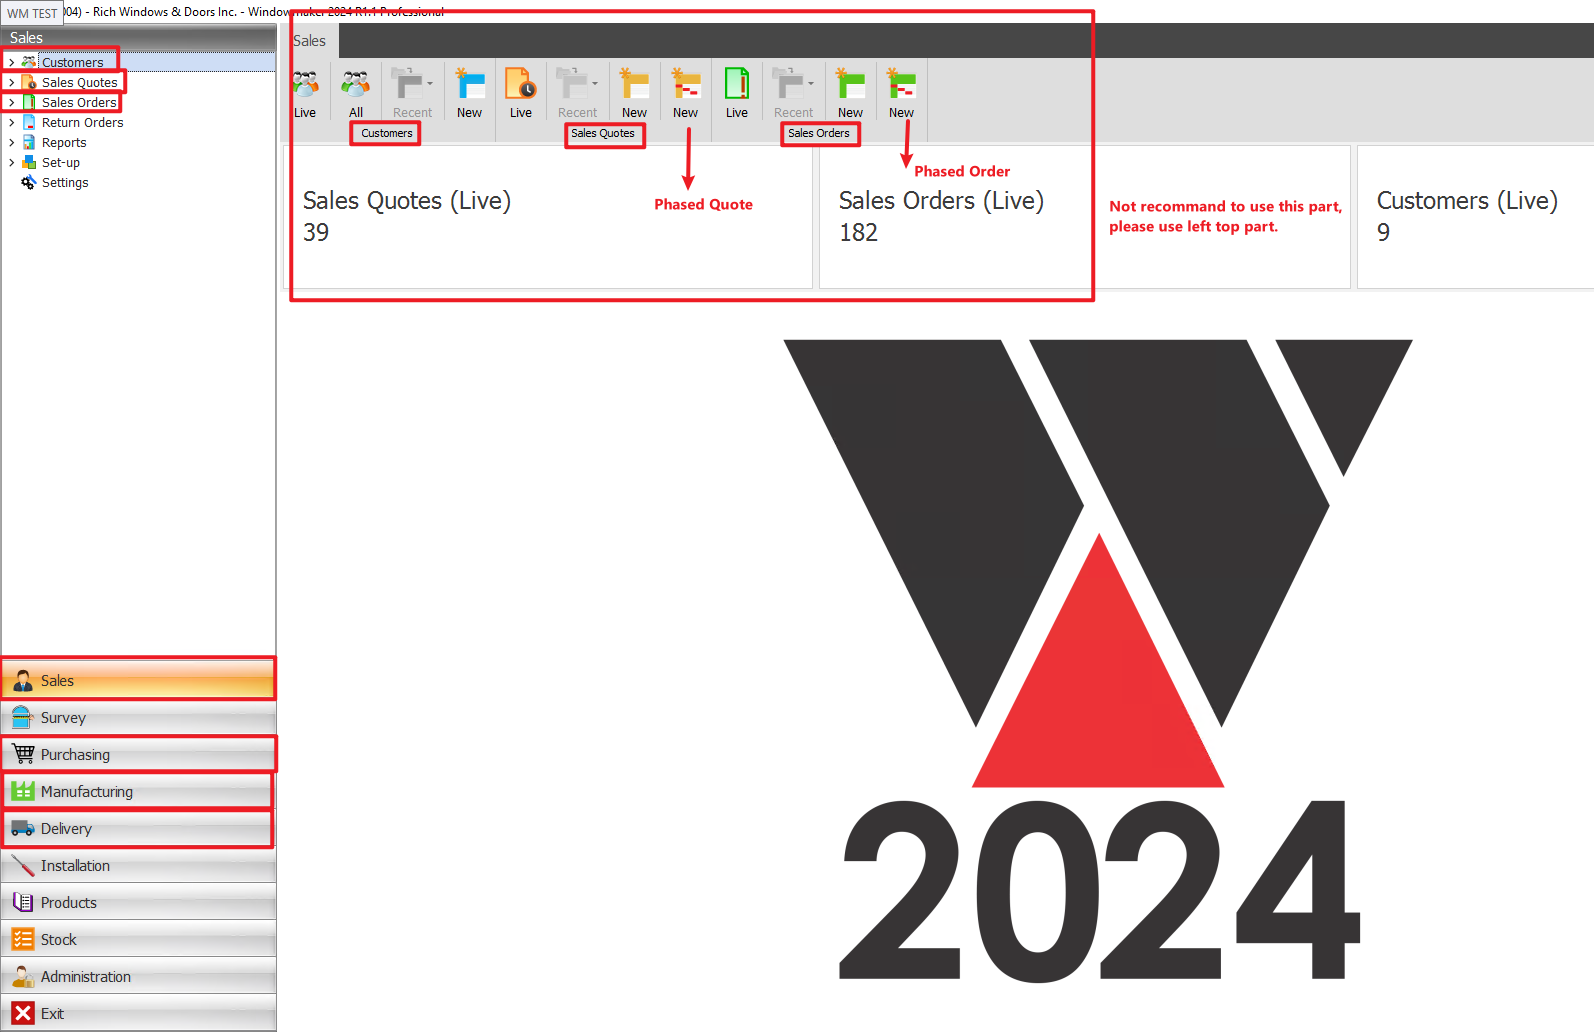 WM TEST
004) - Rich Windows & Doors Inc. - Windowmaker 2024 R1.1 Professional
Sales
Customers
Sales Quotes
Sales Orders
Return Orders
Reports
Set-up
Settings
Sales
Live
All
Recent
New
Live
Recent
New
New
Live
Recent
New
New
Customers
Sales Quotes
Sales Orders
Phased Quote
Phased Order
Sales Quotes (Live)
39
Sales Orders (Live)
182
Not recommand to use this part,
please use left top part.
Customers (Live)
9
2024
Sales
Survey
Purchasing
Manufacturing
Delivery
Installation
Products
Stock
Administration
Exit